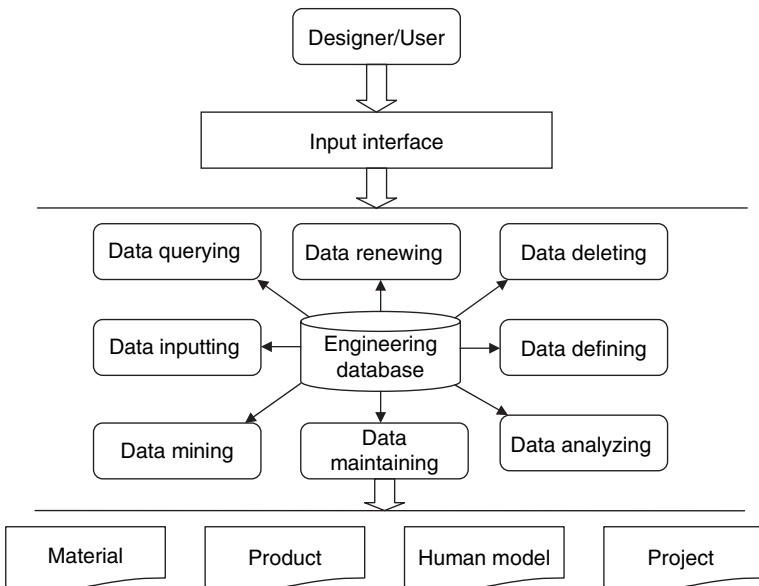 Designer/User
Input interface
Data querying
Data renewing
Data deleting
Data inputting
Engineering
database
Data defining
Data mining
Data
maintaining
Data analyzing
Material
Product
Human model
Project